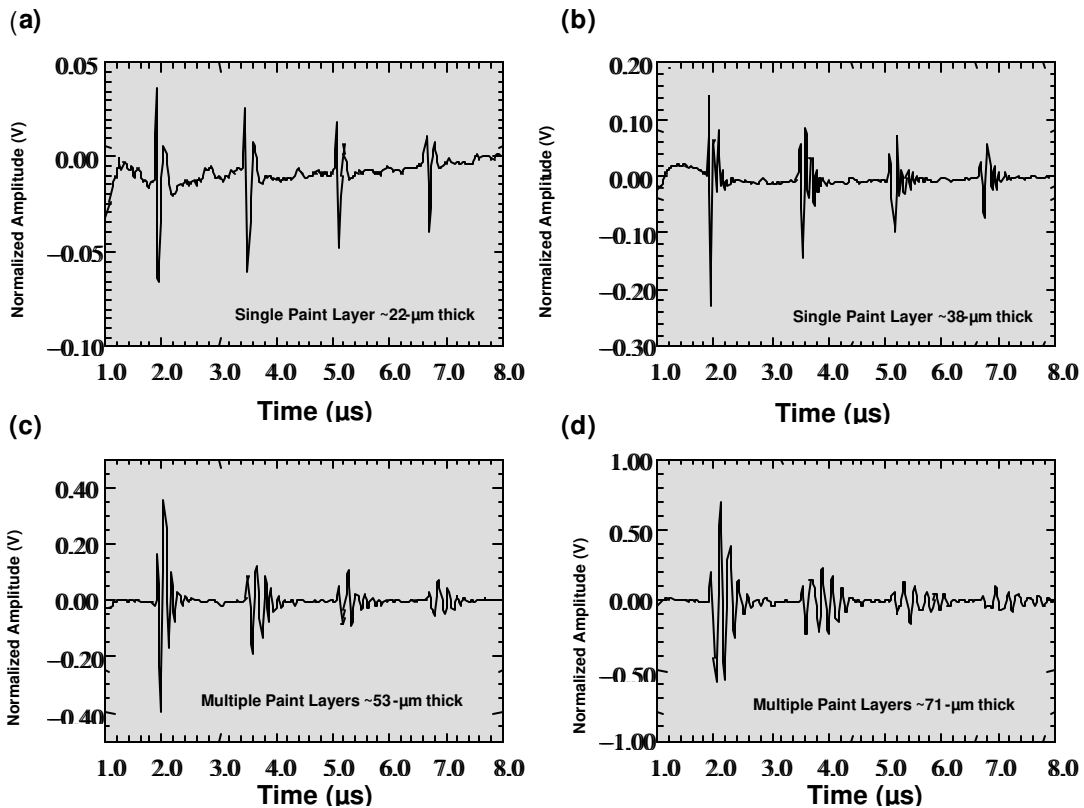 (a)
0.05
0.00
−0.05
−0.10
Normalized Amplitude (V)
Single Paint Layer ~22-µm thick
1.0 2.0 3.0 4.0 5.0 6.0 7.0 8.0
Time (µs)
(b)
0.20
0.10
0.00
−0.10
−0.20
−0.30
Normalized Amplitude (V)
Single Paint Layer ~38-µm thick
1.0 2.0 3.0 4.0 5.0 6.0 7.0 8.0
Time (µs)
(c)
0.40
0.20
0.00
−0.20
−0.40
Normalized Amplitude (V)
Multiple Paint Layers ~53-µm thick
1.0 2.0 3.0 4.0 5.0 6.0 7.0 8.0
Time (µs)
(d)
1.00
0.50
0.00
−0.50
−1.00
Normalized Amplitude (V)
Multiple Paint Layers ~71-µm thick
1.0 2.0 3.0 4.0 5.0 6.0 7.0 8.0
Time (µs)